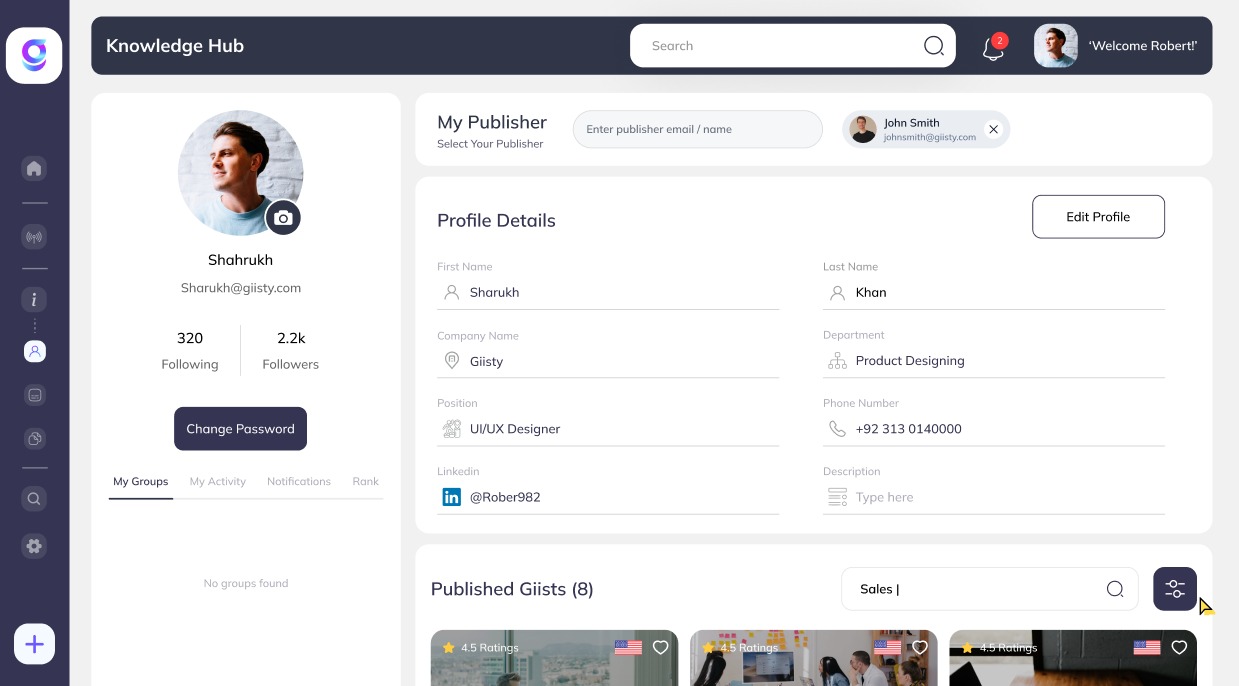 Knowledge Hub
Search
2
‘Welcome Robert!’
Shahrukh
Sharukh@giisty.com
320
Following
2.2k
Followers
Change Password
My Groups
My Activity
Notifications
Rank
No groups found
My Publisher
Select Your Publisher
Enter publisher email / name
John Smith
johnsmith@giisty.com
Profile Details
Edit Profile
First Name
Sharukh
Last Name
Khan
Company Name
Giisty
Department
Product Designing
Position
UI/UX Designer
Phone Number
+92 313 0140000
Linkedin
in
@Rober982
Description
Type here
Published Giists (8)
Sales |
4.5 Ratings
4.5 Ratings
4.5 Ratings